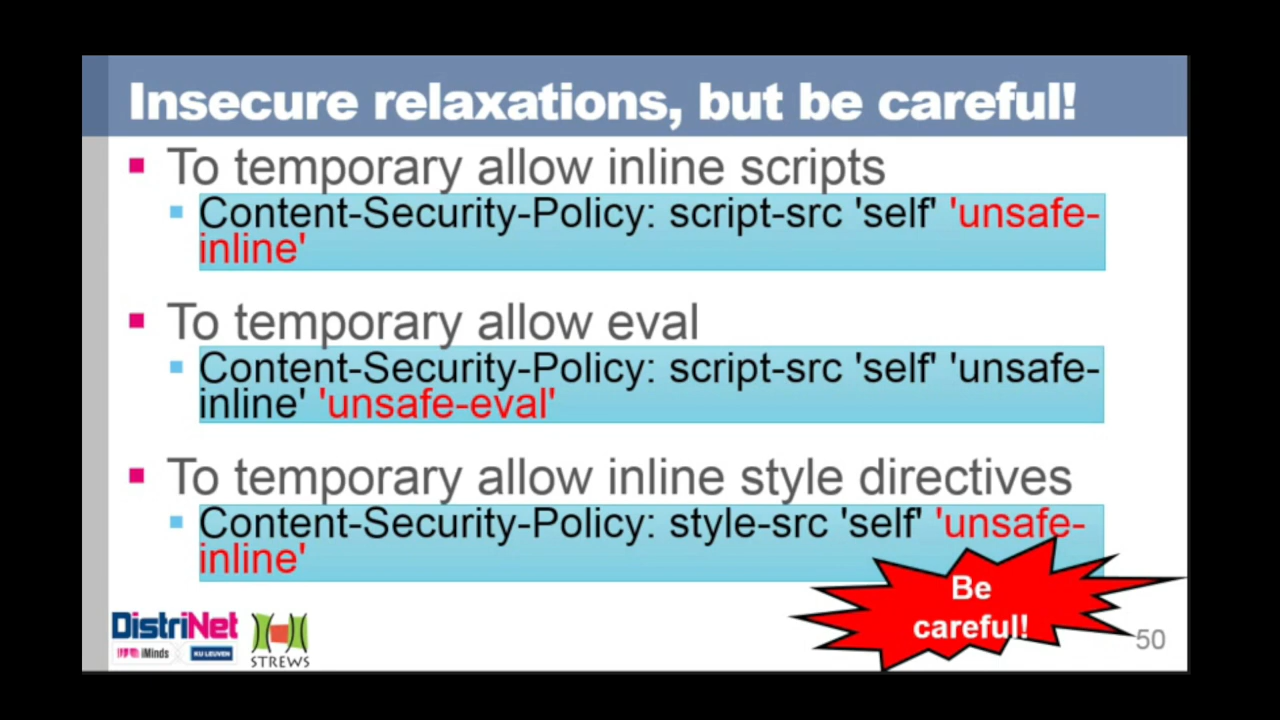 Insecure relaxations, but be careful!
To temporary allow inline scripts
Content-Security-Policy: script-src 'self' 'unsafe-
inline'
To temporary allow eval
Content-Security-Policy: script-src 'self' 'unsafe-
inline' 'unsafe-eval'
To temporary allow inline style directives
Content-Security-Policy: style-src 'self' 'unsafe-
inline'
Be
careful!
DistriNet
iMinds
KU LEUVEN
STREWS
50